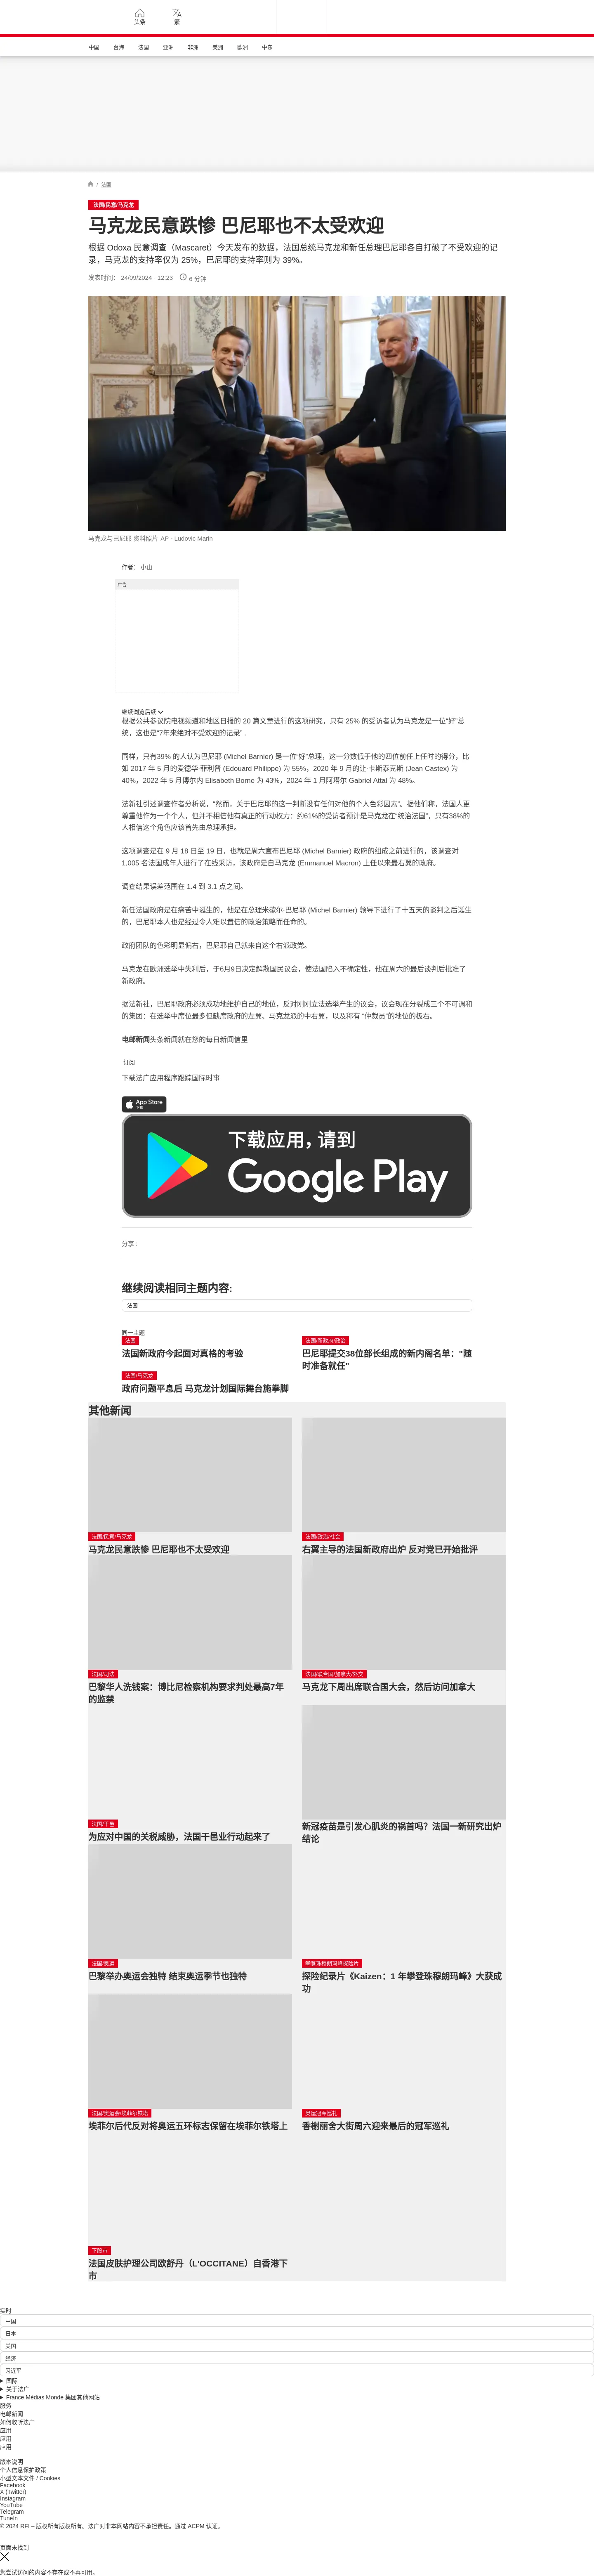 头条
繁
中国
台海
法国
亚洲
非洲
美洲
欧洲
中东
/ 法国
法国/民意/马克龙
马克龙民意跌惨 巴尼耶也不太受欢迎
根据 Odoxa 民意调查（Mascaret）今天发布的数据，法国总统马克龙和新任总理巴尼耶各自打破了不受欢迎的记
录，马克龙的支持率仅为 25%，巴尼耶的支持率则为 39%。
发表时间： 24/09/2024 - 12:23 6 分钟
马克龙与巴尼耶 资料照片 AP - Ludovic Marin
作者： 小山
广告
继续浏览后续
根据公共参议院电视频道和地区日报的 20 篇文章进行的这项研究，只有 25% 的受访者认为马克龙是一位“好”总
统，这也是“7年来绝对不受欢迎的记录” .
同样，只有39% 的人认为巴尼耶 (Michel Barnier) 是一位“好”总理，这一分数低于他的四位前任上任时的得分，比
如 2017 年 5 月的爱德华·菲利普 (Edouard Philippe) 为 55%，2020 年 9 月的让·卡斯泰克斯 (Jean Castex) 为
40%，2022 年 5 月博尔内 Elisabeth Borne 为 43%，2024 年 1 月阿塔尔 Gabriel Attal 为 48%。
法新社引述调查作者分析说，“然而，关于巴尼耶的这一判断没有任何对他的个人色彩因素”。据他们称，法国人更
尊重他作为一个个人，但并不相信他有真正的行动权力：约61%的受访者预计是马克龙在“统治法国”，只有38%的
人相信这个角色应该首先由总理承担。
这项调查是在 9 月 18 日至 19 日，也就是周六宣布巴尼耶 (Michel Barnier) 政府的组成之前进行的，该调查对
1,005 名法国成年人进行了在线采访，该政府是自马克龙 (Emmanuel Macron) 上任以来最右翼的政府。
调查结果误差范围在 1.4 到 3.1 点之间。
新任法国政府是在痛苦中诞生的，他是在总理米歇尔·巴尼耶 (Michel Barnier) 领导下进行了十五天的谈判之后诞生
的，巴尼耶本人也是经过令人难以置信的政治策略而任命的。
政府团队的色彩明显偏右，巴尼耶自己就来自这个右派政党。
马克龙在欧洲选举中失利后，于6月9日决定解散国民议会，使法国陷入不确定性，他在周六的最后谈判后批准了
新政府。
据法新社，巴尼耶政府必须成功地维护自己的地位，反对刚刚立法选举产生的议会，议会现在分裂成三个不可调和
的集团：在选举中席位最多但缺席政府的左翼、马克龙派的中右翼，以及称有 “仲裁员”的地位的极右。
电邮新闻头条新闻就在您的每日新闻信里
订阅
下载法广应用程序跟踪国际时事
App Store
下载
下载应用，请到
Google Play
分享 :
继续阅读相同主题内容:
法国
同一主题
法国
法国新政府今起面对真格的考验
法国/新政府/政治
巴尼耶提交38位部长组成的新内阁名单："随
时准备就任"
法国/马克龙
政府问题平息后 马克龙计划国际舞台施拳脚
其他新闻
法国/民意/马克龙
马克龙民意跌惨 巴尼耶也不太受欢迎
法国/政治/社会
右翼主导的法国新政府出炉 反对党已开始批评
法国/司法
巴黎华人洗钱案：博比尼检察机构要求判处最高7年
的监禁
法国/联合国/加拿大/外交
马克龙下周出席联合国大会，然后访问加拿大
法国/干邑
为应对中国的关税威胁，法国干邑业行动起来了
新冠疫苗是引发心肌炎的祸首吗？法国一新研究出炉
结论
法国/奥运
巴黎举办奥运会独特 结束奥运季节也独特
攀登珠穆朗玛峰探险片
探险纪录片《Kaizen：1 年攀登珠穆朗玛峰》大获成
功
法国/奥运会/埃菲尔铁塔
埃菲尔后代反对将奥运五环标志保留在埃菲尔铁塔上
奥运冠军巡礼
香榭丽舍大街周六迎来最后的冠军巡礼
下股市
法国皮肤护理公司欧舒丹（L'OCCITANE）自香港下
市
实时
中国
日本
美国
经济
习近平
国际
关于法广
France Médias Monde 集团其他网站
服务
电邮新闻
如何收听法广
应用
应用
应用
版本说明
个人信息保护政策
小型文本文件 / Cookies
Facebook
X (Twitter)
Instagram
YouTube
Telegram
TuneIn
© 2024 RFI – 版权所有版权所有。法广对非本网站内容不承担责任。通过 ACPM 认证。
页面未找到
您尝试访问的内容不存在或不再可用。